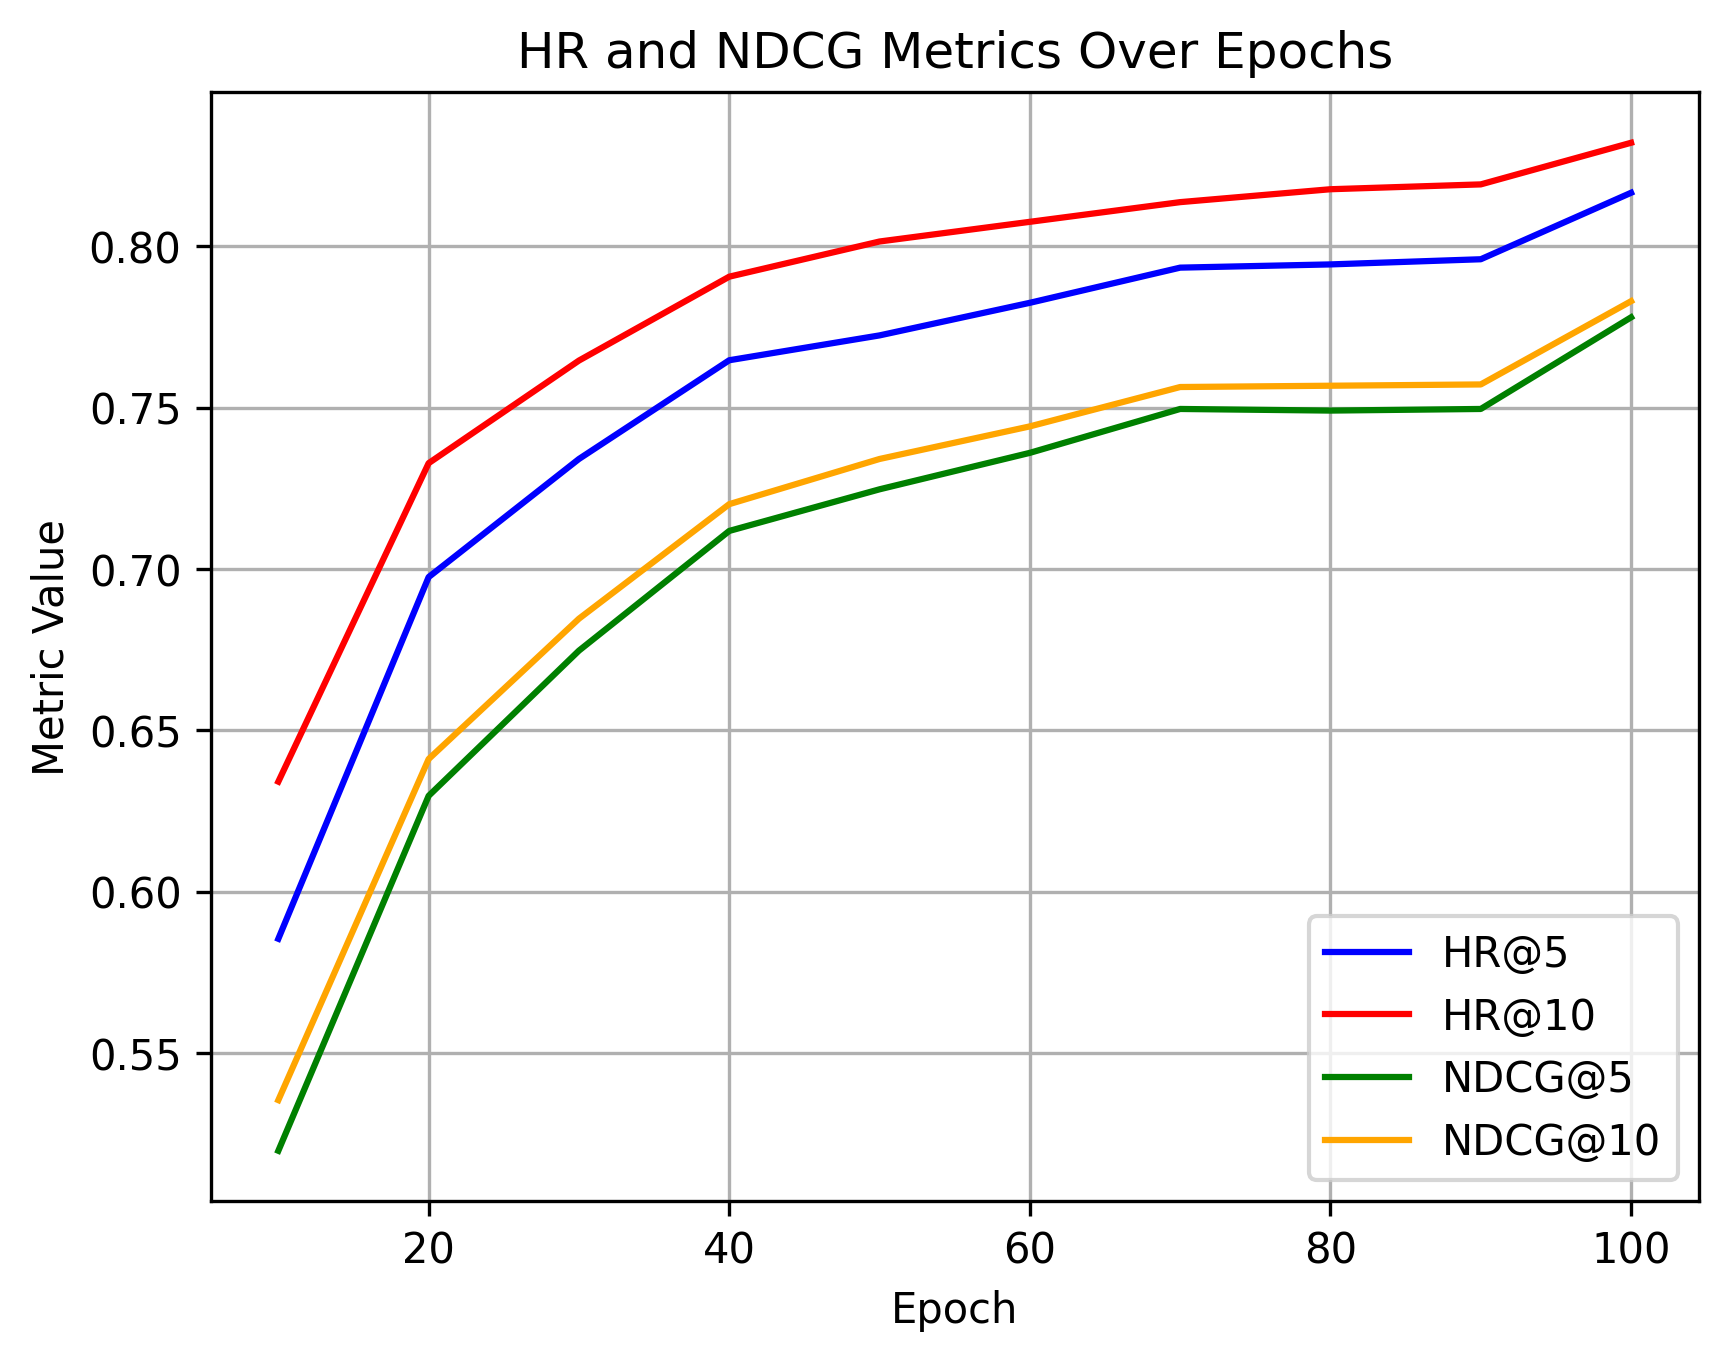 HR and NDCG Metrics Over Epochs
Metric Value
0.80
0.75
0.70
0.65
0.60
0.55
20 40 60 80 100
Epoch
HR@5
HR@10
NDCG@5
NDCG@10